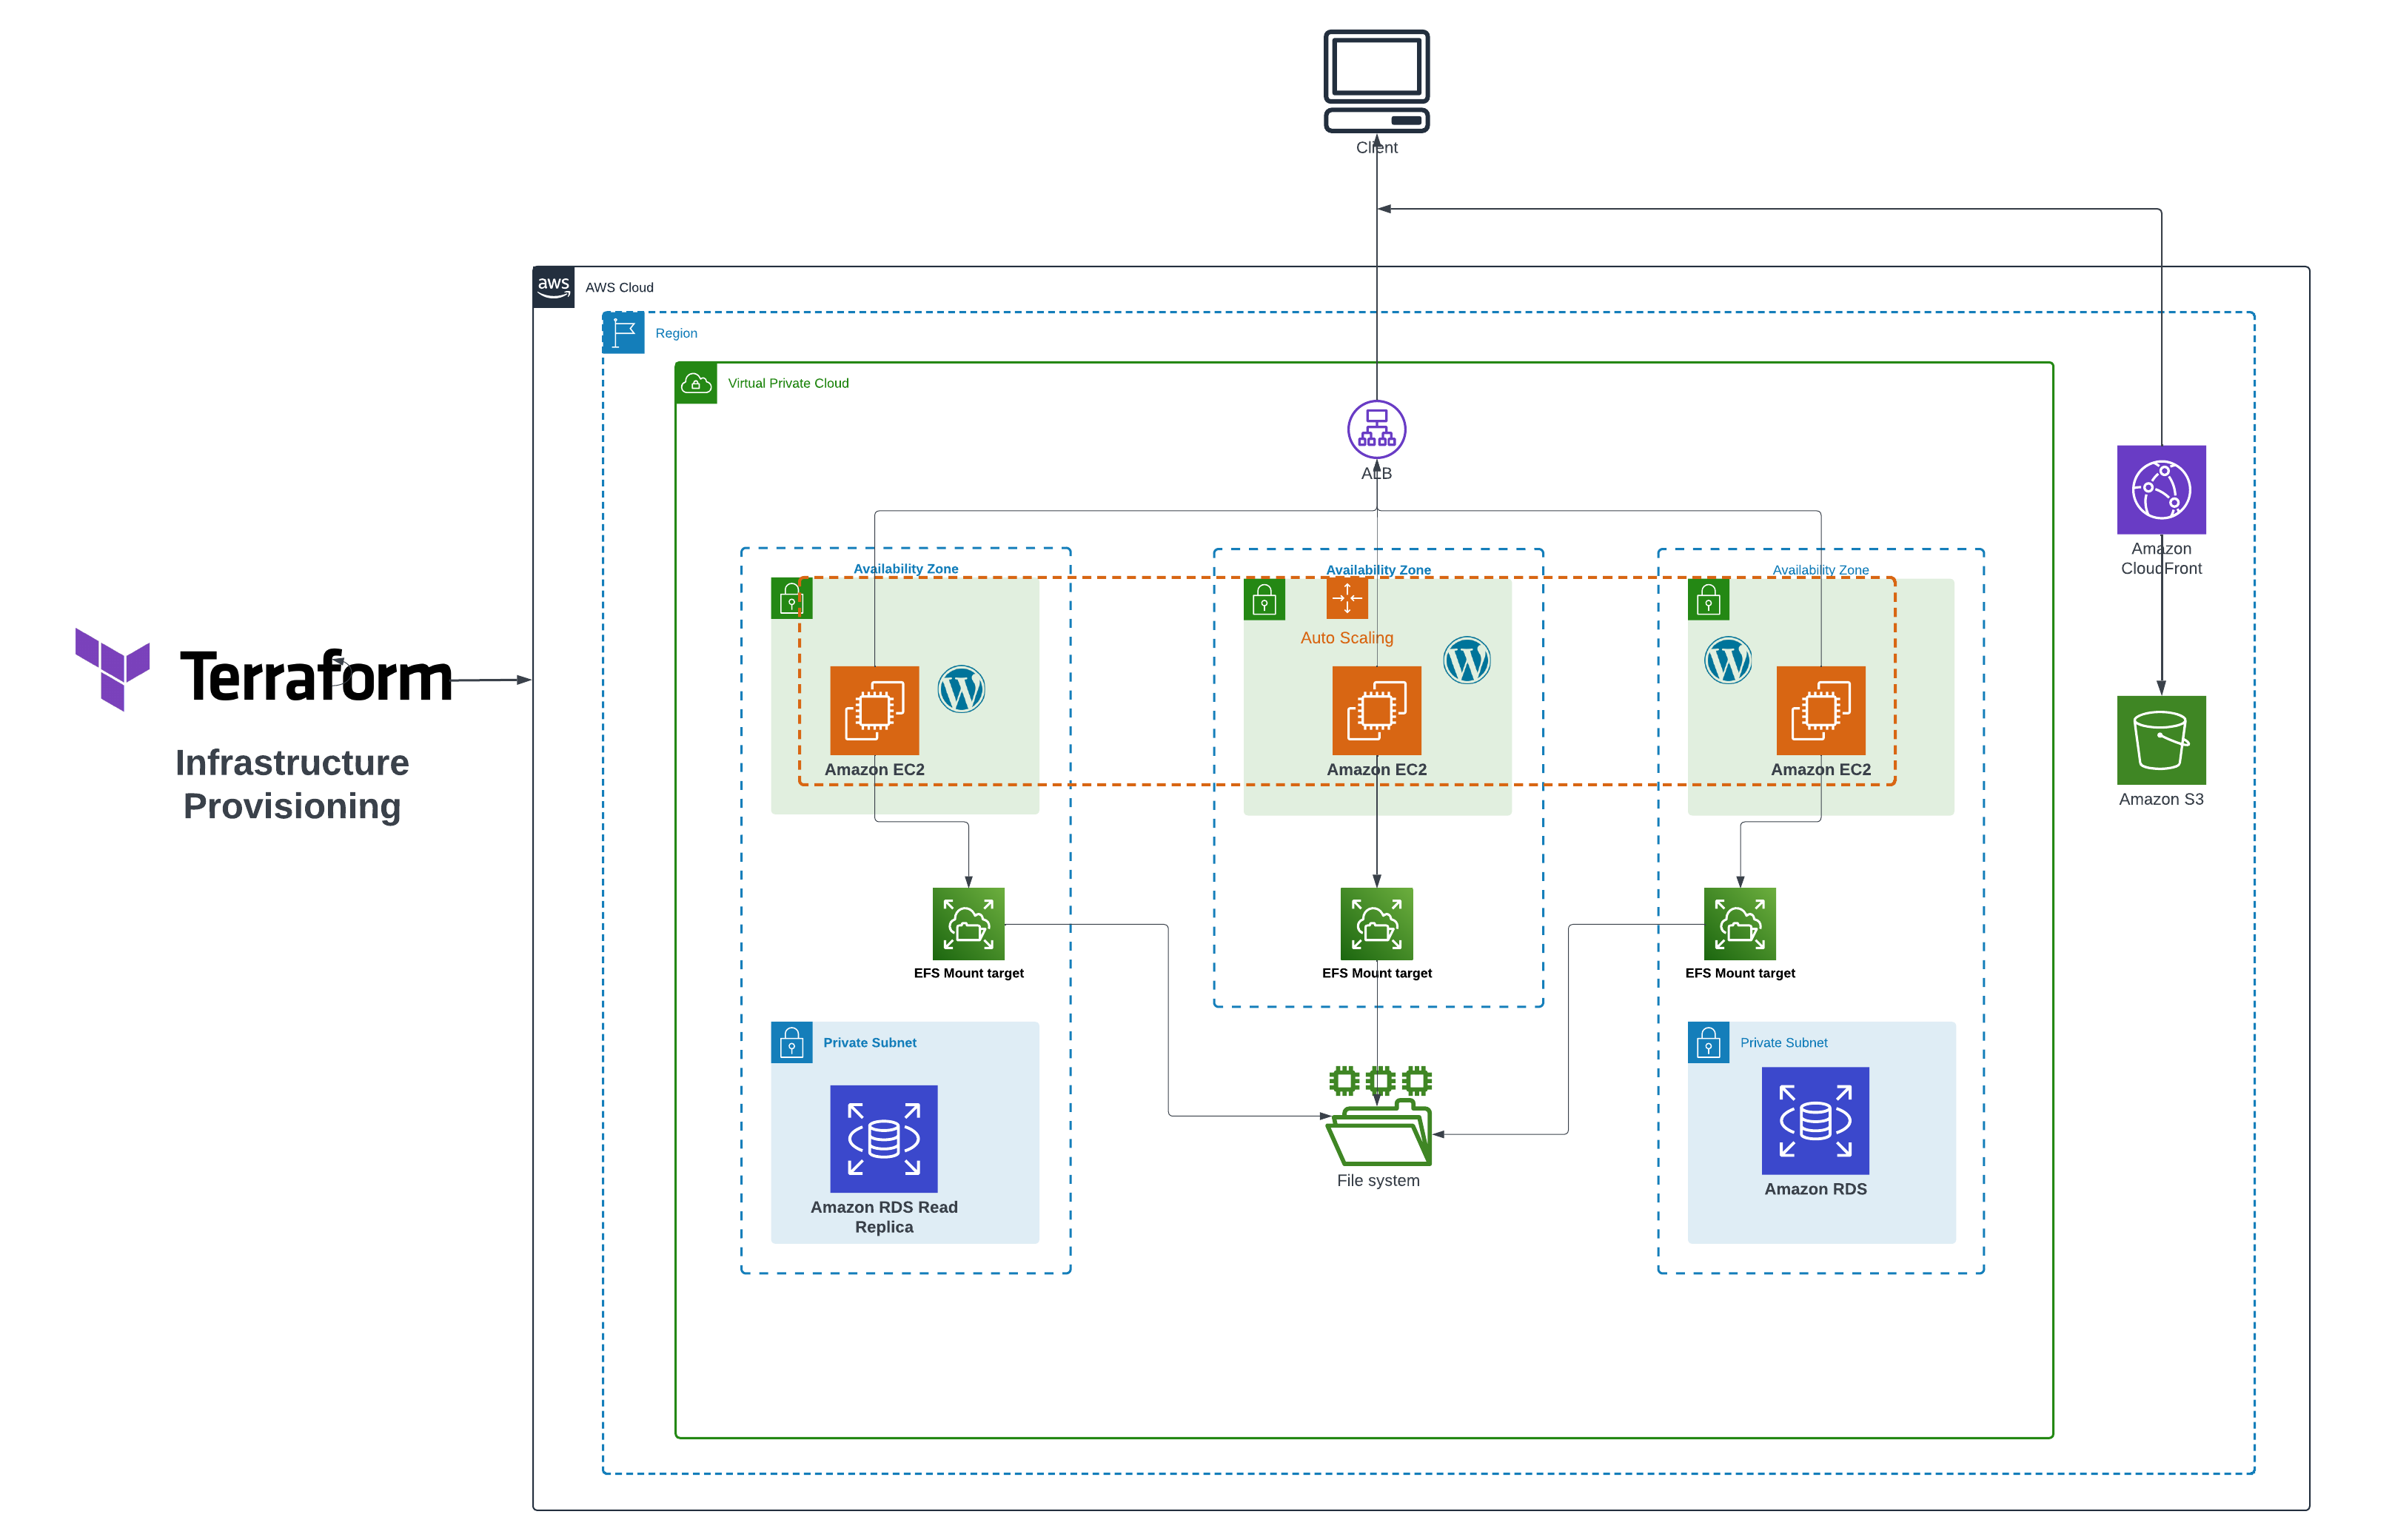 Client
aws
AWS Cloud
Region
Virtual Private Cloud
ALB
Amazon
CloudFront
Availability Zone
Availability Zone
Availability Zone
Auto Scaling
Terraform
Infrastructure
Provisioning
Amazon EC2
Amazon EC2
Amazon EC2
Amazon S3
EFS Mount target
EFS Mount target
EFS Mount target
Private Subnet
Private Subnet
Amazon RDS Read
Replica
File system
Amazon RDS